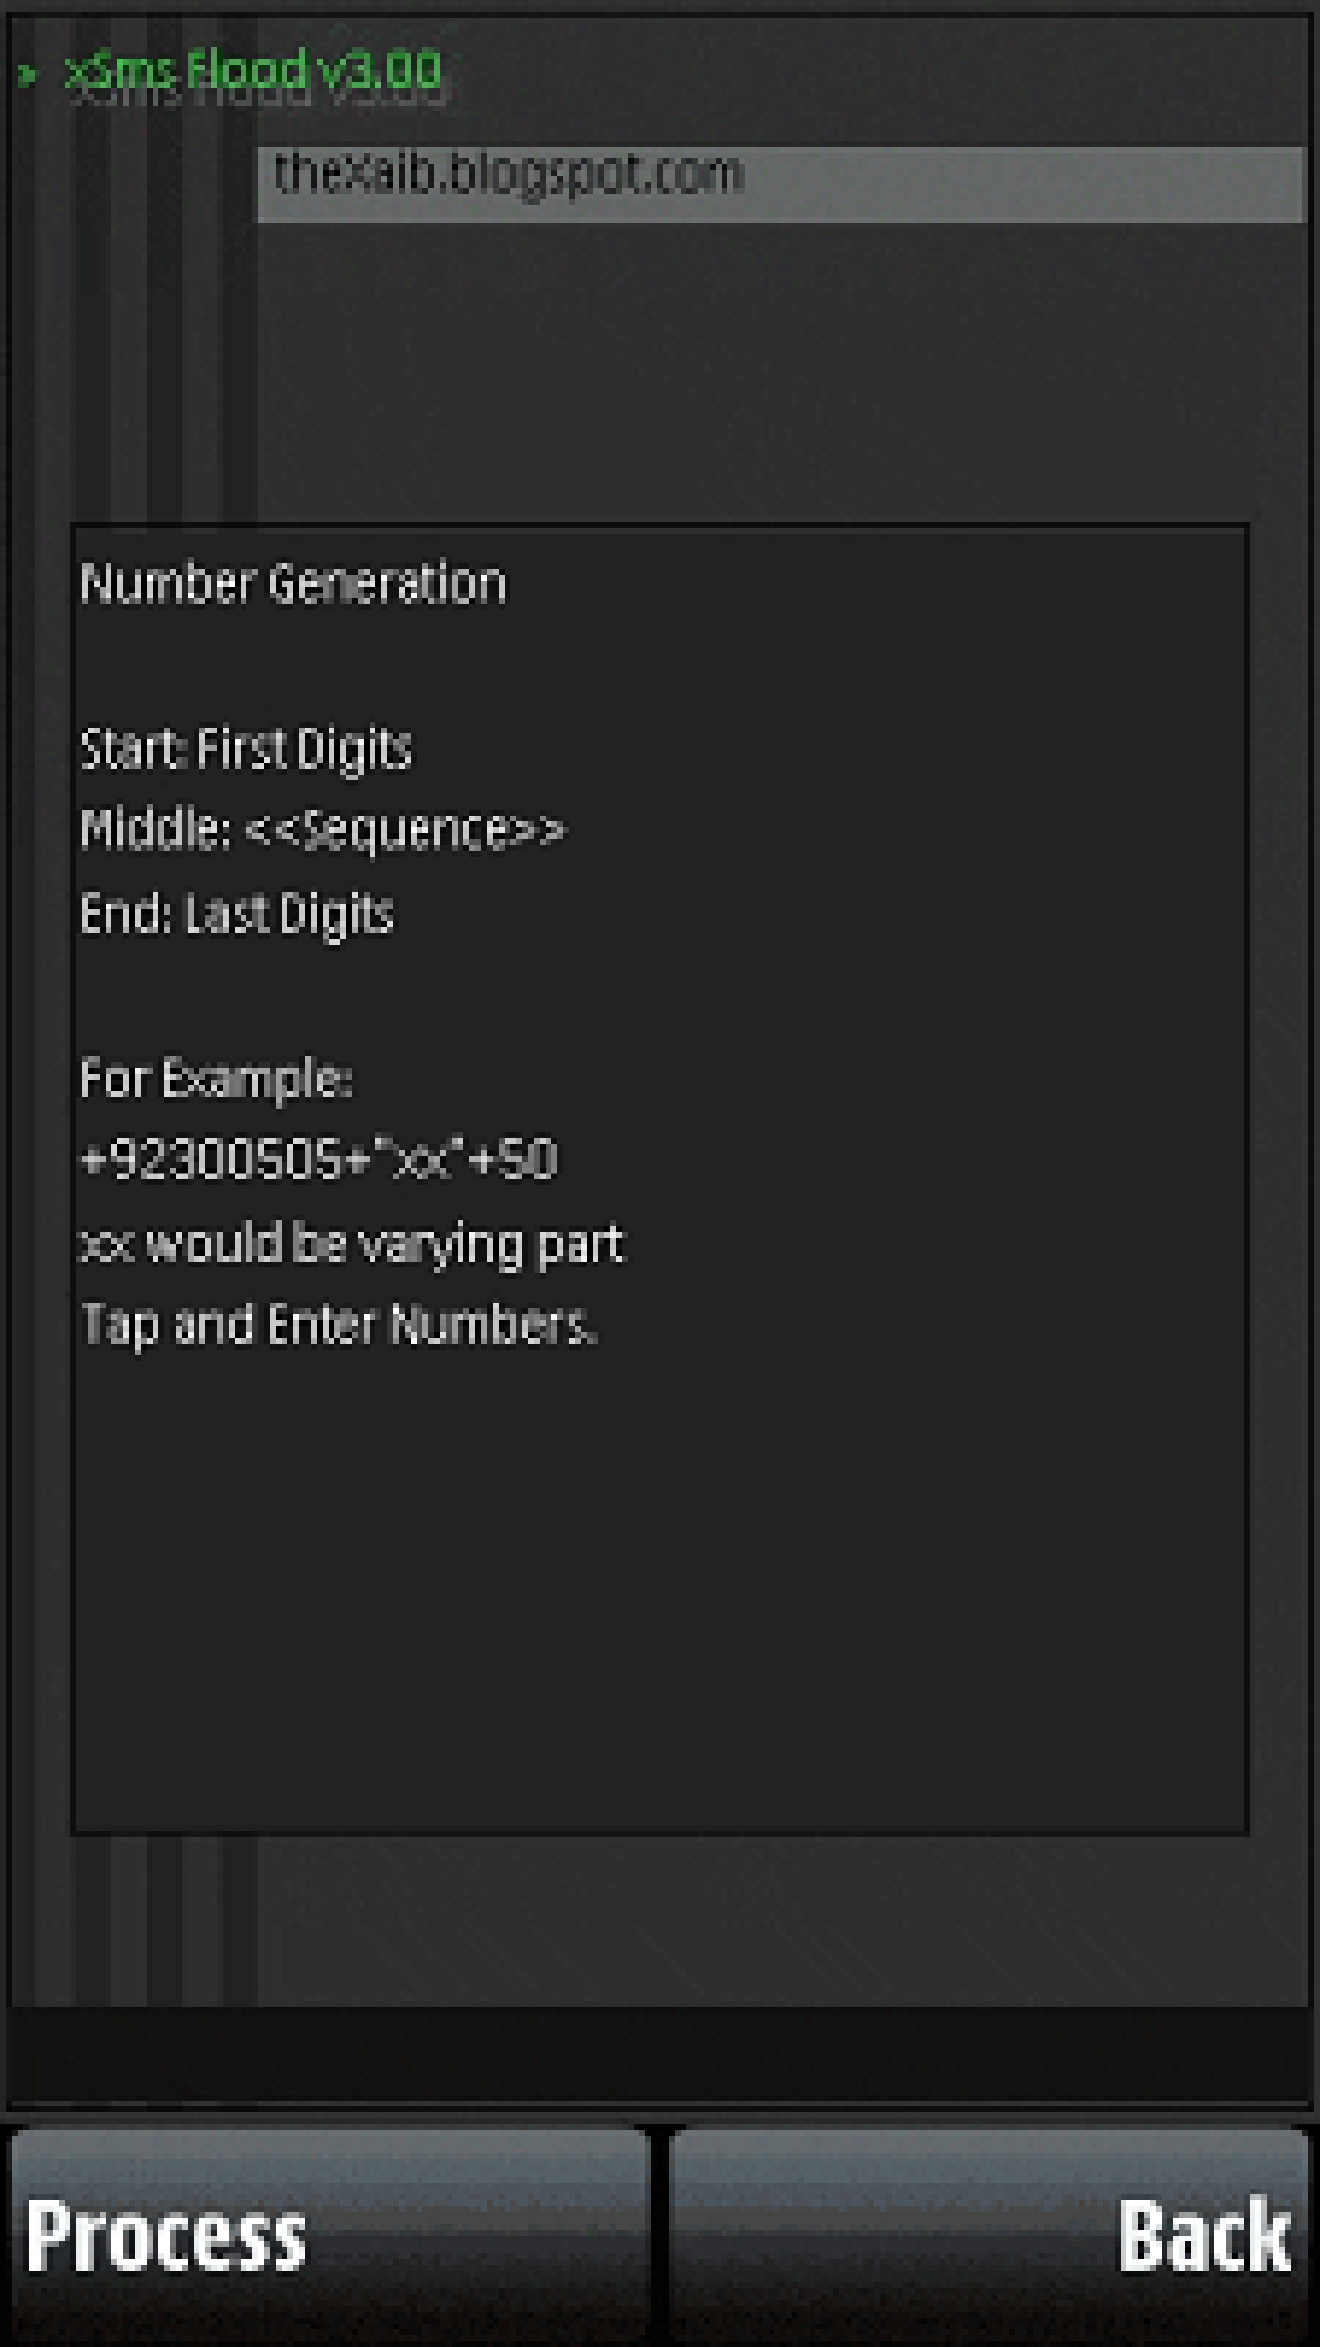 xSms Flood v3.00
theXaib.blogspot.com
Number Generation
Start: First Digits
Middle: <<Sequence>>
End: Last Digits
For Example:
+92300505+"xx"+50
xx would be varying part
Tap and Enter Numbers.
Process
Back